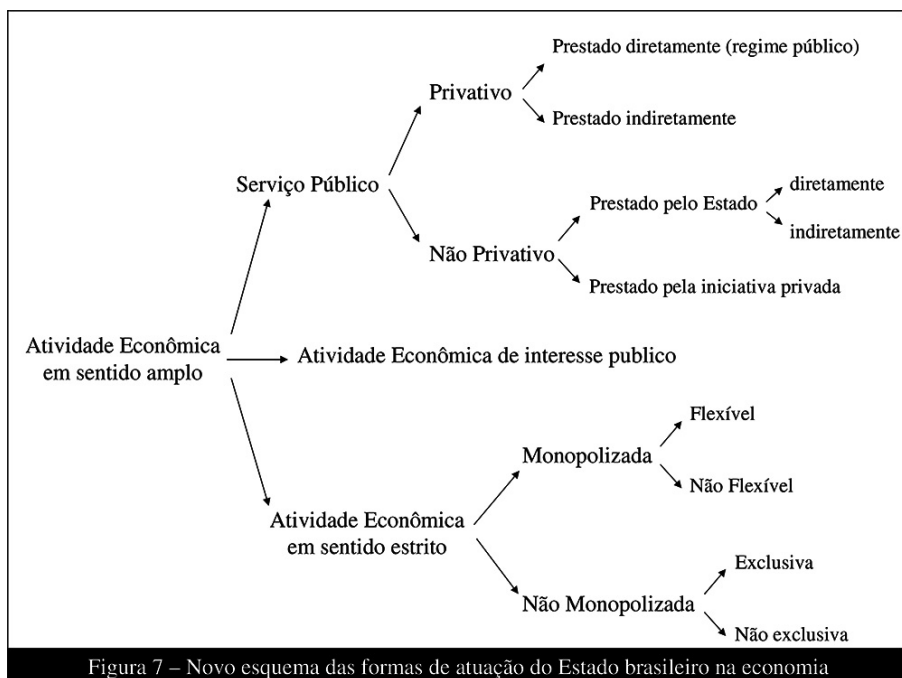 Prestado diretamente (regime público)
Privativo
Prestado indiretamente
Serviço Público
diretamente
Prestado pelo Estado
indiretamente
Não Privativo
Prestado pela iniciativa privada
Atividade Econômica
em sentido amplo
Atividade Econômica de interesse publico
Flexível
Monopolizada
Não Flexível
Atividade Econômica
em sentido estrito
Exclusiva
Não Monopolizada
Não exclusiva
Figura 7 – Novo esquema das formas de atuação do Estado brasileiro na economia